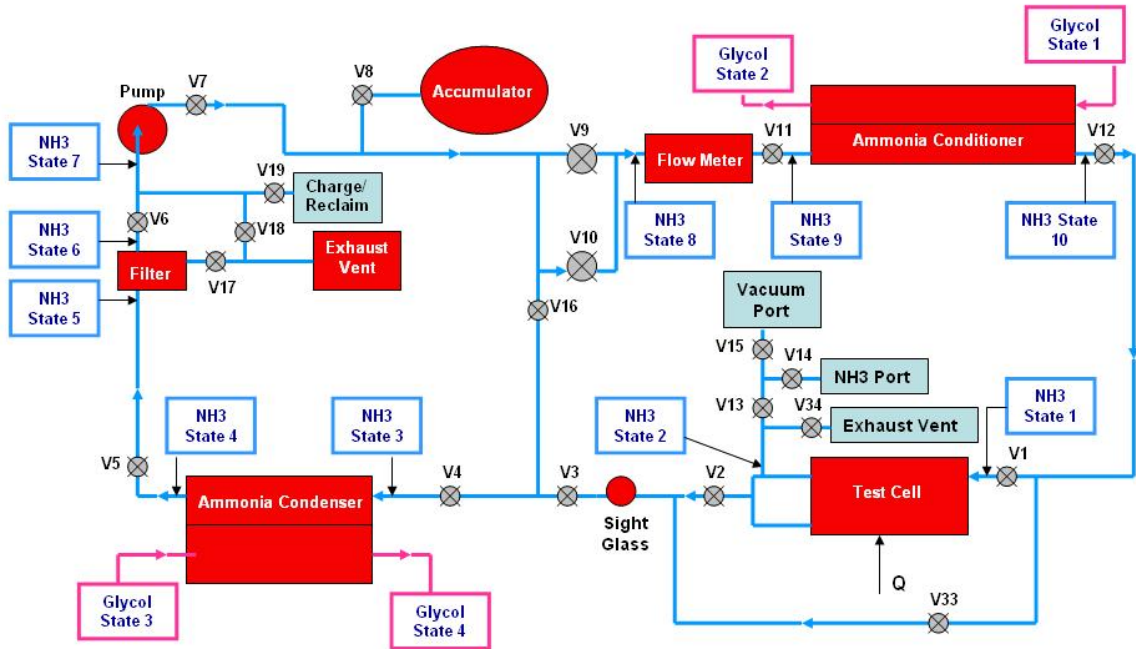 Glycol
State 1
Glycol
State 2
V8
V7
Pump
Accumulator
V9
V11
V12
Ammonia Conditioner
Flow Meter
NH3
State 7
V19
Charge/
Reclaim
V6
V18
NH3
State 6
Exhaust
Vent
Filter
V17
V10
NH3
State 8
NH3
State 9
NH3 State
10
NH3
State 5
V16
Vacuum
Port
V15
V14
NH3 Port
V13
V34
Exhaust Vent
NH3
State 4
NH3
State 3
NH3
State 2
NH3
State 1
V5
V4
V3
V2
V1
Ammonia Condenser
Test Cell
Sight
Glass
Q
V33
Glycol
State 3
Glycol
State 4